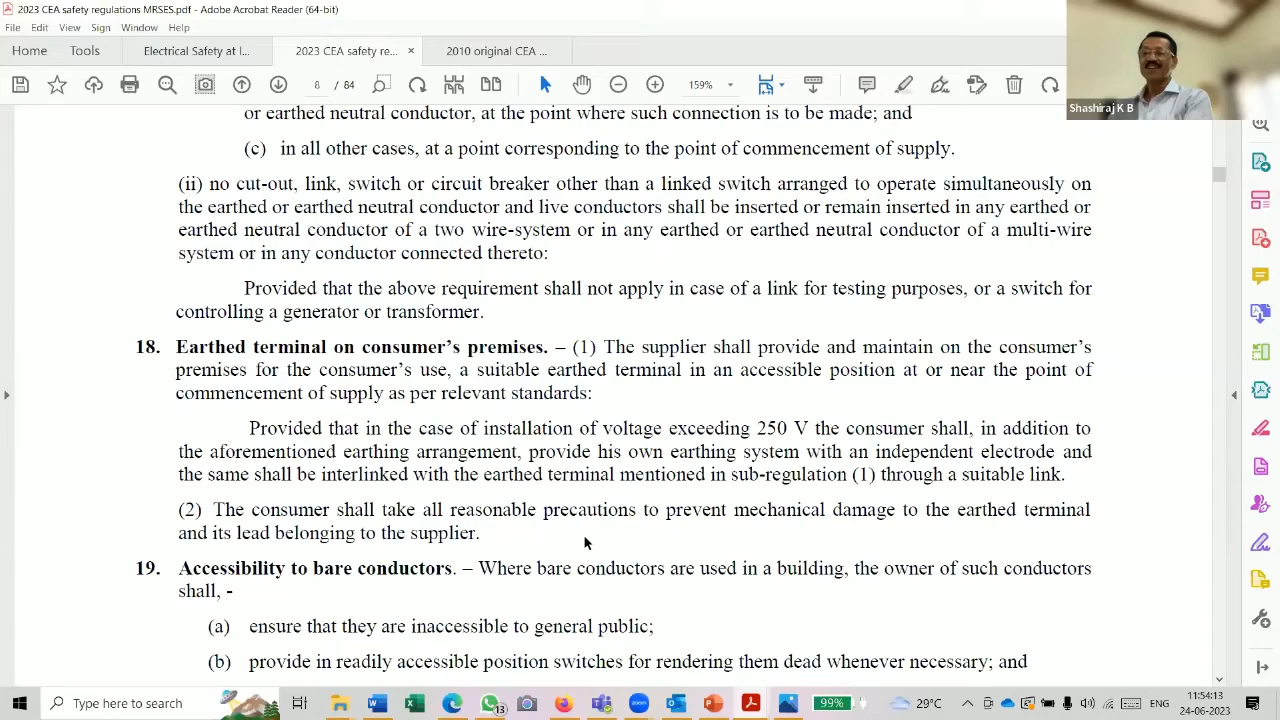 2023 CEA safety regulations MRSES.pdf - Adobe Acrobat Reader (64-bit)
File Edit View Sign Window Help
Home Tools Electrical Safety at I... 2023 CEA safety re... × 2010 original CEA ...
8 / 84 159%
Shashiraj K B
or earthed neutral conductor, at the point where such connection is to be made; and
(c) in all other cases, at a point corresponding to the point of commencement of supply.
(ii) no cut-out, link, switch or circuit breaker other than a linked switch arranged to operate simultaneously on
the earthed or earthed neutral conductor and live conductors shall be inserted or remain inserted in any earthed or
earthed neutral conductor of a two wire-system or in any earthed or earthed neutral conductor of a multi-wire
system or in any conductor connected thereto:
Provided that the above requirement shall not apply in case of a link for testing purposes, or a switch for
controlling a generator or transformer.
18. Earthed terminal on consumer’s premises. – (1) The supplier shall provide and maintain on the consumer’s
premises for the consumer’s use, a suitable earthed terminal in an accessible position at or near the point of
commencement of supply as per relevant standards:
Provided that in the case of installation of voltage exceeding 250 V the consumer shall, in addition to
the aforementioned earthing arrangement, provide his own earthing system with an independent electrode and
the same shall be interlinked with the earthed terminal mentioned in sub-regulation (1) through a suitable link.
(2) The consumer shall take all reasonable precautions to prevent mechanical damage to the earthed terminal
and its lead belonging to the supplier.
19. Accessibility to bare conductors. – Where bare conductors are used in a building, the owner of such conductors
shall, -
(a) ensure that they are inaccessible to general public;
(b) provide in readily accessible position switches for rendering them dead whenever necessary; and
Type here to search 13 zoom 99% 29°C ENG 11:54:13
24-06-2023